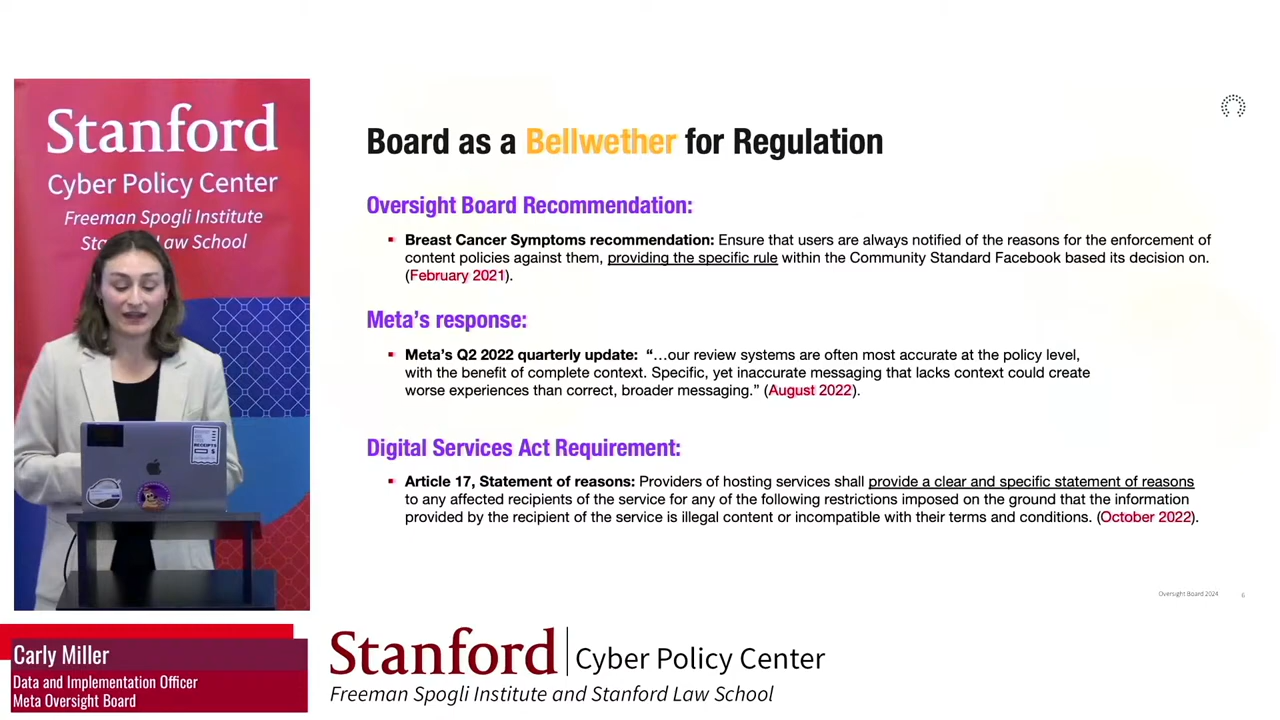 Stanford
Cyber Policy Center
Freeman Spogli Institute
Sta Law School
Board as a Bellwether for Regulation
Oversight Board Recommendation:
Breast Cancer Symptoms recommendation: Ensure that users are always notified of the reasons for the enforcement of
content policies against them, providing the specific rule within the Community Standard Facebook based its decision on.
(February 2021).
Meta’s response:
Meta’s Q2 2022 quarterly update: “…our review systems are often most accurate at the policy level,
with the benefit of complete context. Specific, yet inaccurate messaging that lacks context could create
worse experiences than correct, broader messaging.” (August 2022).
Digital Services Act Requirement:
Article 17, Statement of reasons: Providers of hosting services shall provide a clear and specific statement of reasons
to any affected recipients of the service for any of the following restrictions imposed on the ground that the information
provided by the recipient of the service is illegal content or incompatible with their terms and conditions. (October 2022).
Oversight Board 2024 6
RECEIPTS
Carly Miller
Data and Implementation Officer
Meta Oversight Board
Stanford Cyber Policy Center
Freeman Spogli Institute and Stanford Law School